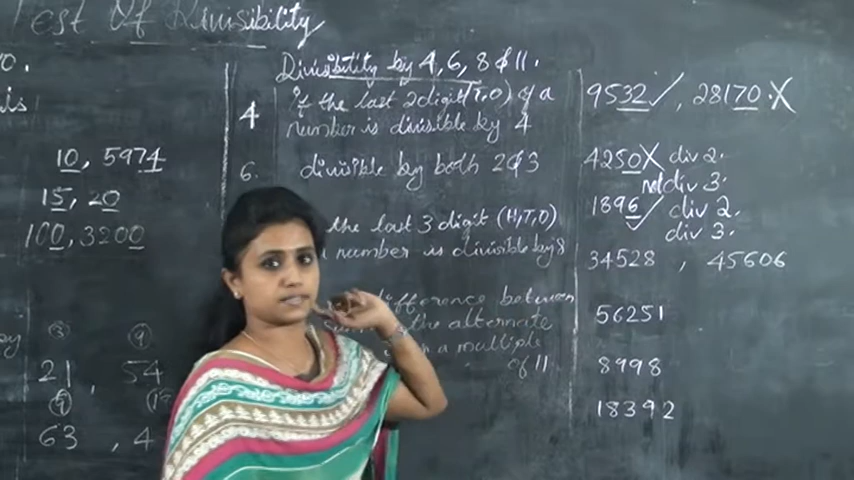 Test Of Divisibility
Divisibility by 4, 6, 8 & 11.
4 If the last 2 digit (T,O) of a
number is divisible by 4
9532 ✓, 28170 . X
6. divisible by both 2 & 3
4250 X div 2.
not div 3.
1896 ✓ div 2.
div 3.
the last 3 digit (H,T,O)
number is divisible by 8
34528 , 45606
difference between
the alternate
a multiple
of 11.
56251
8998
18392
10, 5974
15, 20
100, 3200
3 9
21, 54
9
63 , 4